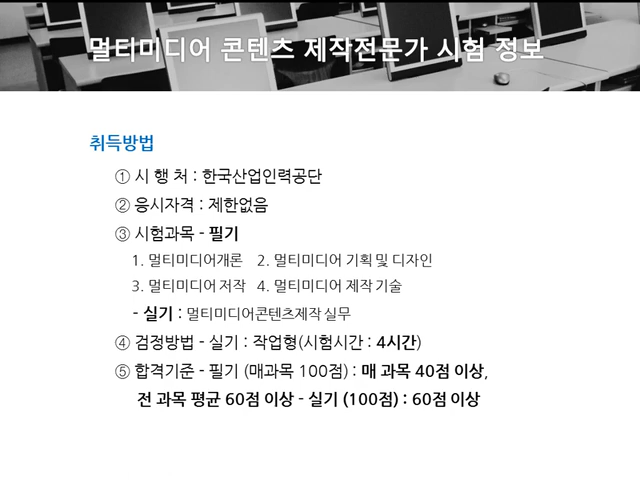 멀티미디어 콘텐츠 제작전문가 시험 정보
취득방법
① 시 행 처 : 한국산업인력공단
② 응시자격 : 제한없음
③ 시험과목 - 필기
1. 멀티미디어개론 2. 멀티미디어 기획 및 디자인
3. 멀티미디어 저작 4. 멀티미디어 제작 기술
- 실기 : 멀티미디어콘텐츠제작 실무
④ 검정방법 - 실기 : 작업형(시험시간 : 4시간)
⑤ 합격기준 - 필기 (매과목 100점) : 매 과목 40점 이상,
전 과목 평균 60점 이상 - 실기 (100점) : 60점 이상